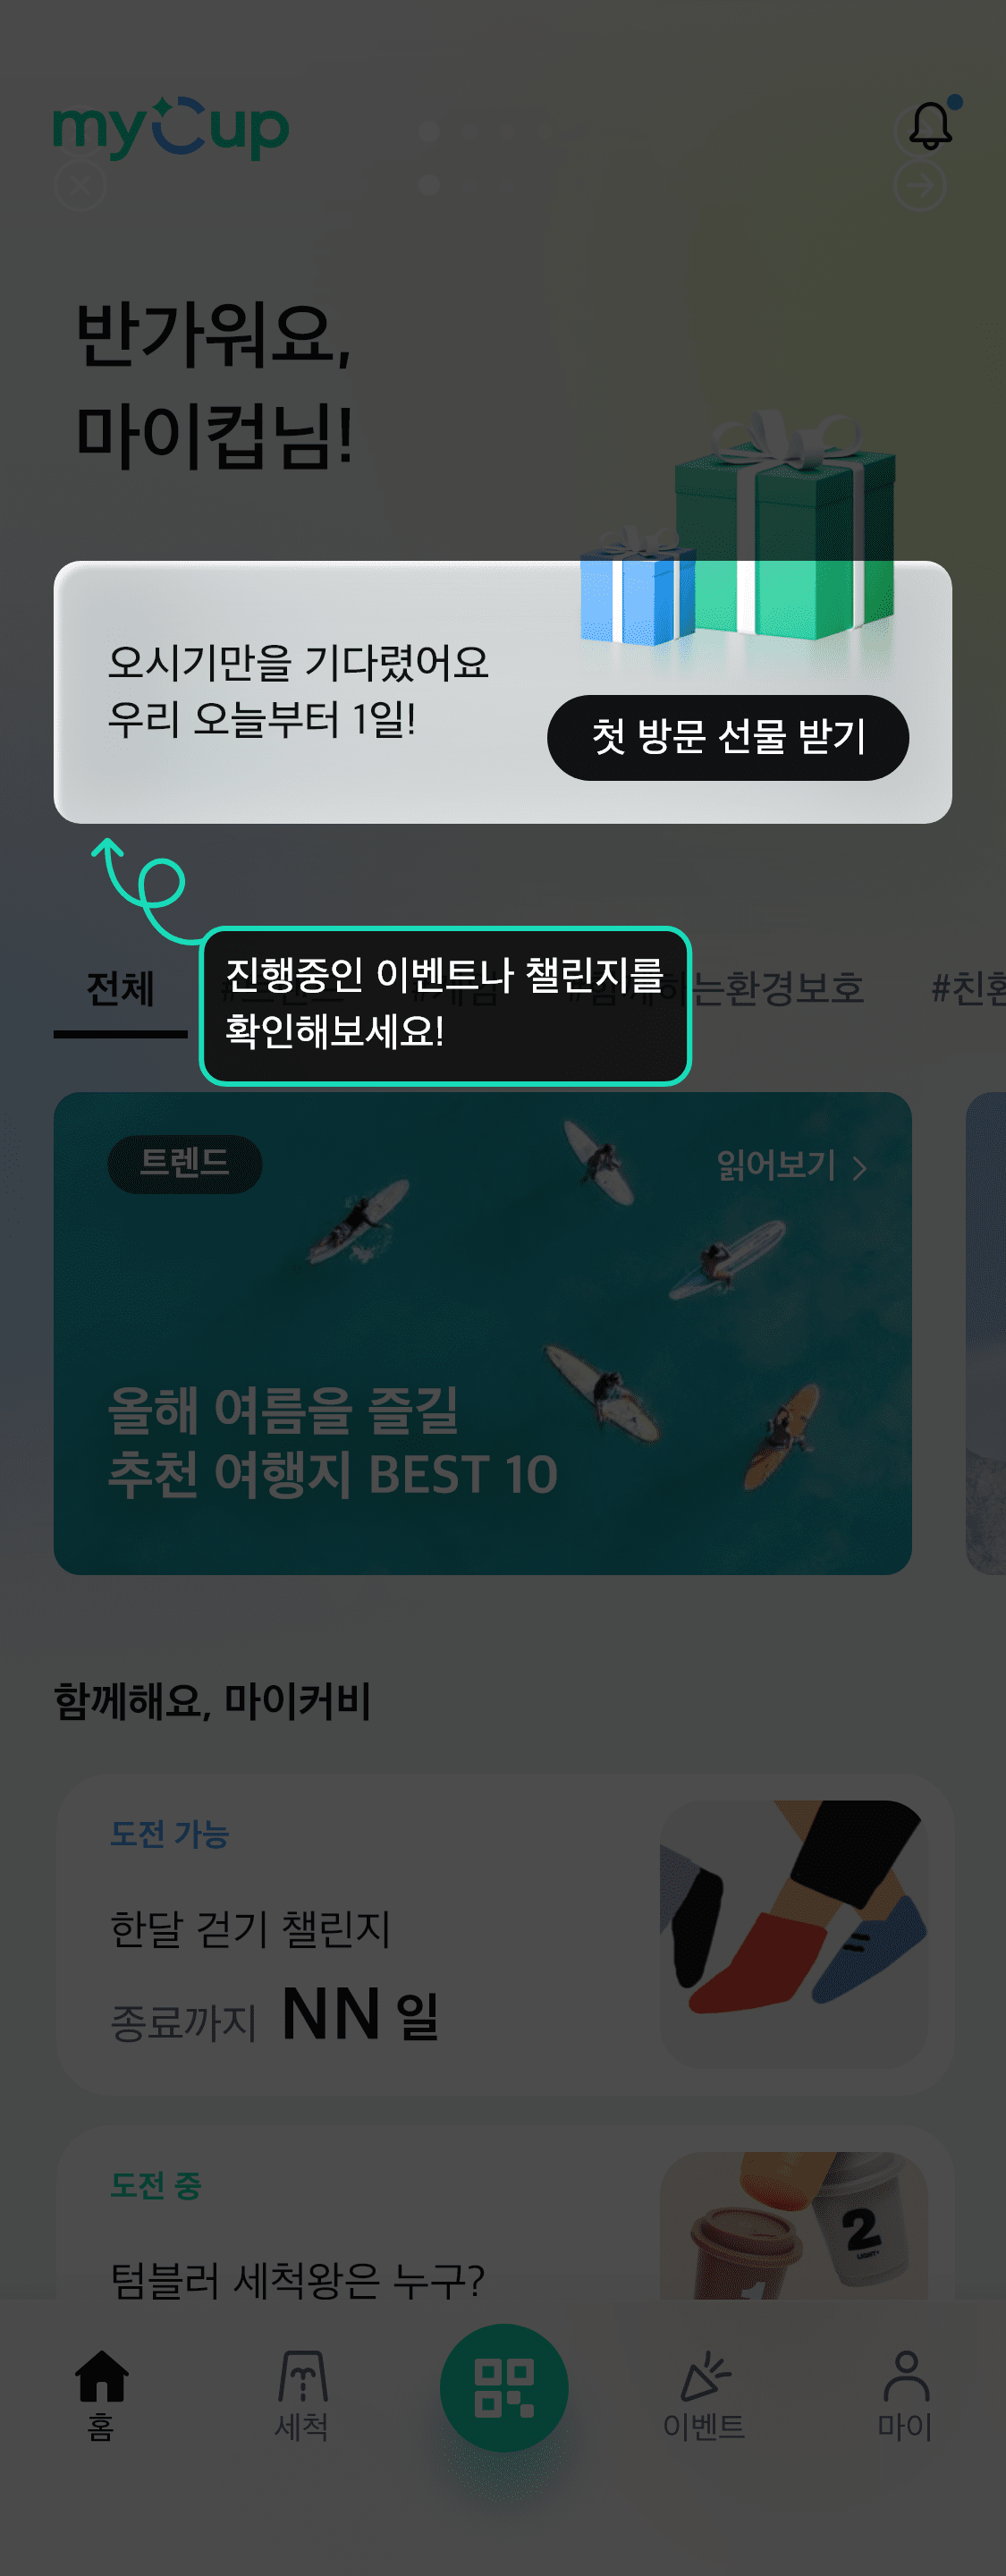 myCup
반가워요,
마이컵님!
오시기만을 기다렸어요
우리 오늘부터 1일!
첫 방문 선물 받기
진행중인 이벤트나 챌린지를
확인해보세요!
전체
하는환경보호
#친환
트렌드
읽어보기
올해 여름을 즐길
추천 여행지 BEST 10
함께해요, 마이커비
도전 가능
한달 걷기 챌린지
종료까지 NN 일
도전 중
텀블러 세척왕은 누구?
2
LIGHT+
1
홈
세척
이벤트
마이